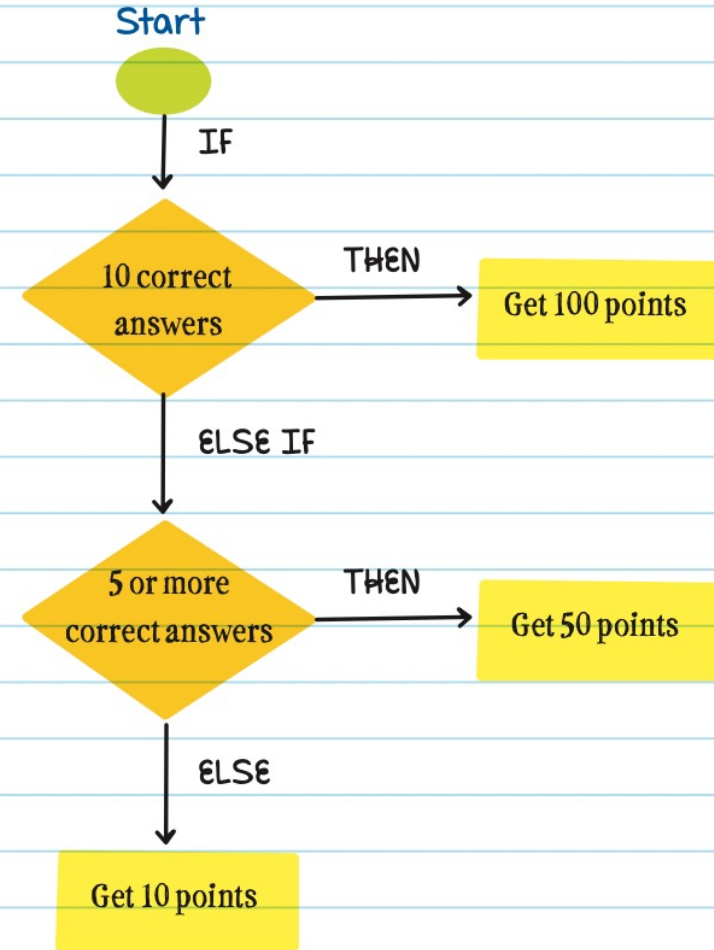 Start
IF
10 correct
answers
THEN
Get 100 points
ELSE IF
5 or more
correct answers
THEN
Get 50 points
ELSE
Get 10 points